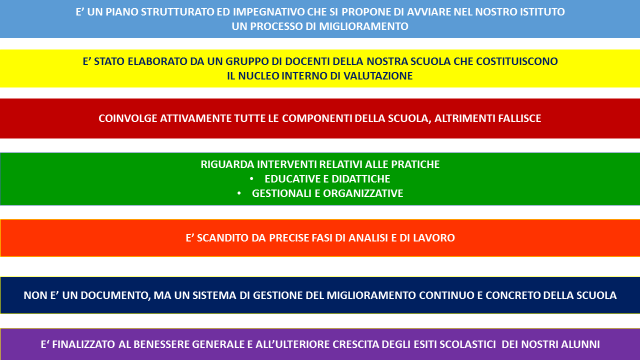 E’ UN PIANO STRUTTURATO ED IMPEGNATIVO CHE SI PROPONE DI AVVIARE NEL NOSTRO ISTITUTO
UN PROCESSO DI MIGLIORAMENTO
E’ STATO ELABORATO DA UN GRUPPO DI DOCENTI DELLA NOSTRA SCUOLA CHE COSTITUISCONO
IL NUCLEO INTERNO DI VALUTAZIONE
COINVOLGE ATTIVAMENTE TUTTE LE COMPONENTI DELLA SCUOLA, ALTRIMENTI FALLISCE
RIGUARDA INTERVENTI RELATIVI ALLE PRATICHE
• EDUCATIVE E DIDATTICHE
• GESTIONALI E ORGANIZZATIVE
E’ SCANDITO DA PRECISE FASI DI ANALISI E DI LAVORO
NON E’ UN DOCUMENTO, MA UN SISTEMA DI GESTIONE DEL MIGLIORAMENTO CONTINUO E CONCRETO DELLA SCUOLA
E‘ FINALIZZATO AL BENESSERE GENERALE E ALL’ULTERIORE CRESCITA DEGLI ESITI SCOLASTICI DEI NOSTRI ALUNNI